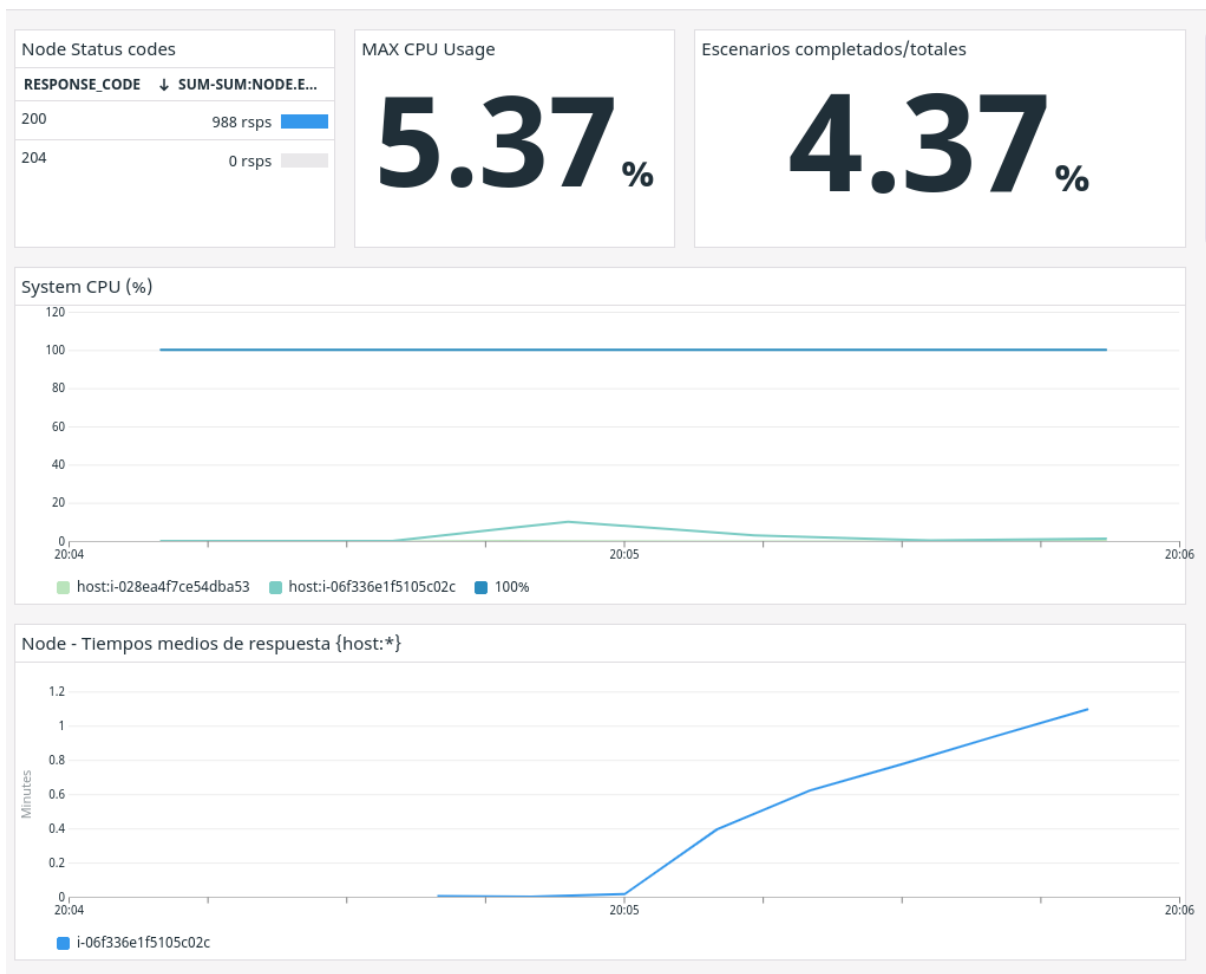 Node Status codes
RESPONSE_CODE ↓ SUM-SUM:NODE.E...
200 988 rsps
204 0 rsps
MAX CPU Usage
5.37 %
Escenarios completados/totales
4.37 %
System CPU (%)
120
100
80
60
40
20
0
20:04 20:05 20:06
host:i-028ea4f7ce54dba53 host:i-06f336e1f5105c02c 100%
Node - Tiempos medios de respuesta {host:*}
Minutes
1.2
1
0.8
0.6
0.4
0.2
0
20:04 20:05 20:06
i-06f336e1f5105c02c